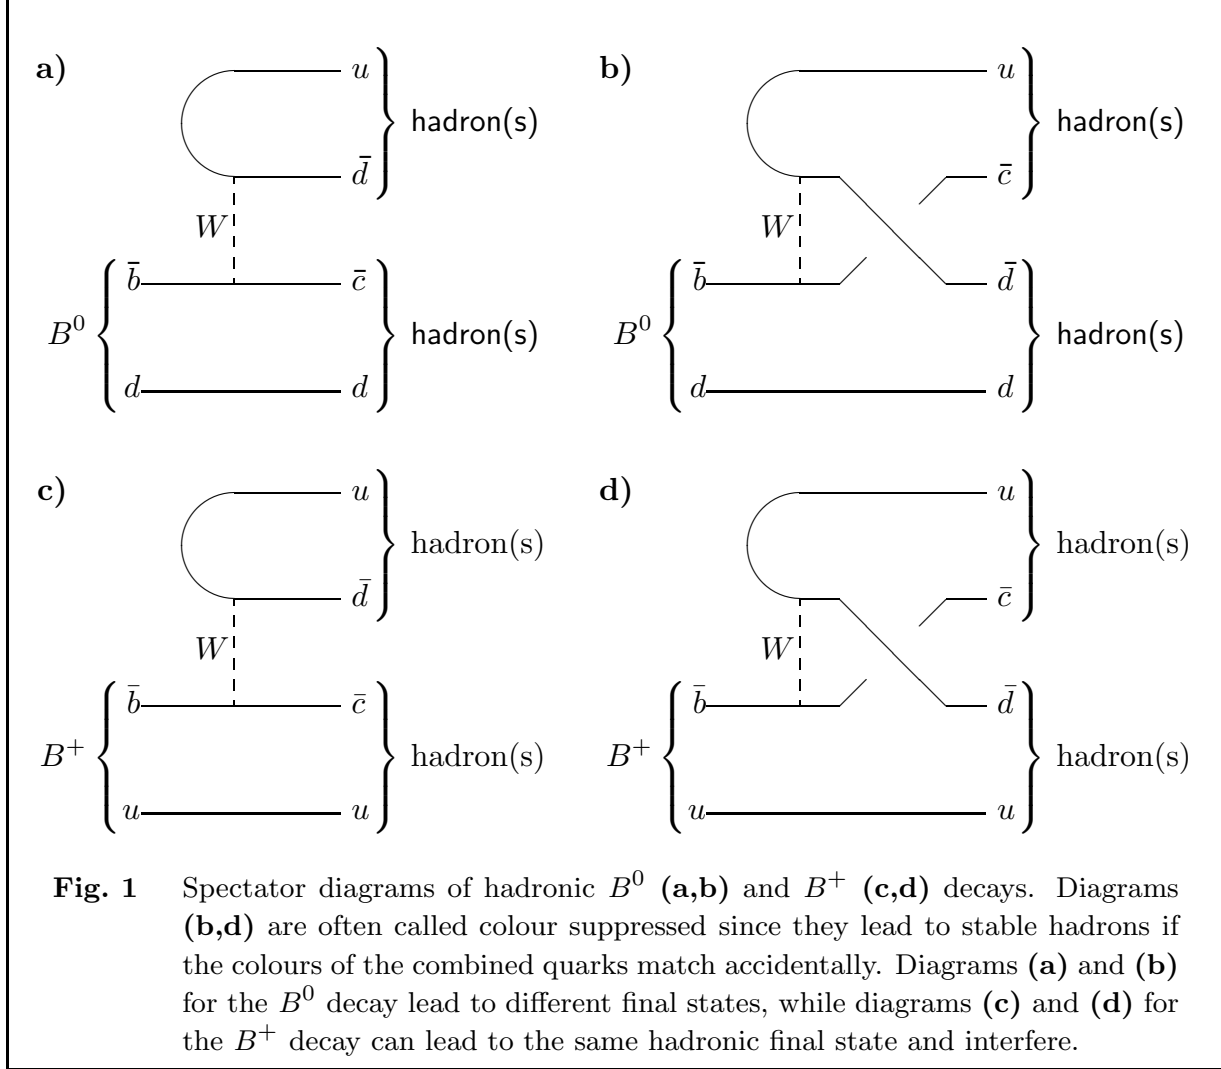 a)
u
d̄
hadron(s)
W
B⁰
b̄
c̄
d
d
hadron(s)
b)
u
c̄
hadron(s)
W
B⁰
b̄
d̄
d
d
hadron(s)
c)
u
d̄
hadron(s)
W
B⁺
b̄
c̄
u
u
hadron(s)
d)
u
c̄
hadron(s)
W
B⁺
b̄
d̄
u
u
hadron(s)
Fig. 1 Spectator diagrams of hadronic B⁰ (a,b) and B⁺ (c,d) decays. Diagrams
(b,d) are often called colour suppressed since they lead to stable hadrons if
the colours of the combined quarks match accidentally. Diagrams (a) and (b)
for the B⁰ decay lead to different final states, while diagrams (c) and (d) for
the B⁺ decay can lead to the same hadronic final state and interfere.